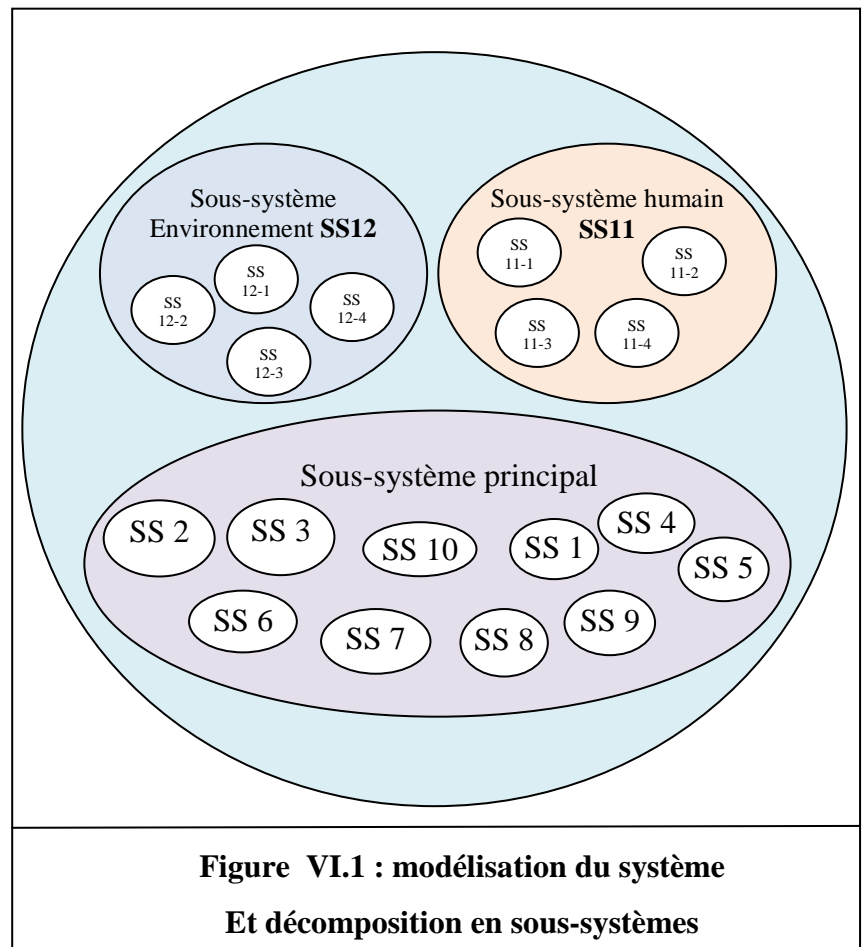 Sous-système
Environnement SS12
SS
12-1
SS
12-2
SS
12-4
SS
12-3
Sous-système humain
SS11
SS
11-1
SS
11-2
SS
11-3
SS
11-4
Sous-système principal
SS 2
SS 3
SS 10
SS 1
SS 4
SS 5
SS 6
SS 7
SS 8
SS 9
Figure VI.1 : modélisation du système
Et décomposition en sous-systèmes